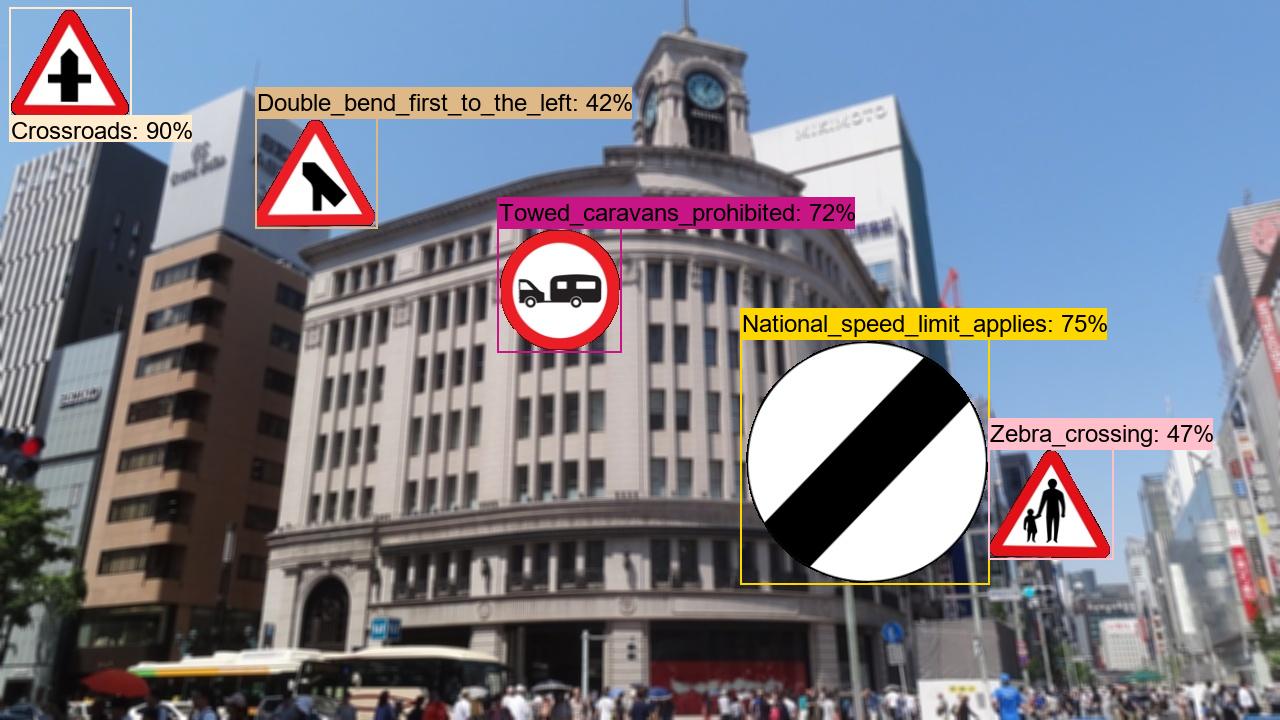 Crossroads: 90%
Double_bend_first_to_the_left: 42%
MIKIMOTO
Towed_caravans_prohibited: 72%
National_speed_limit_applies: 75%
Zebra_crossing: 47%